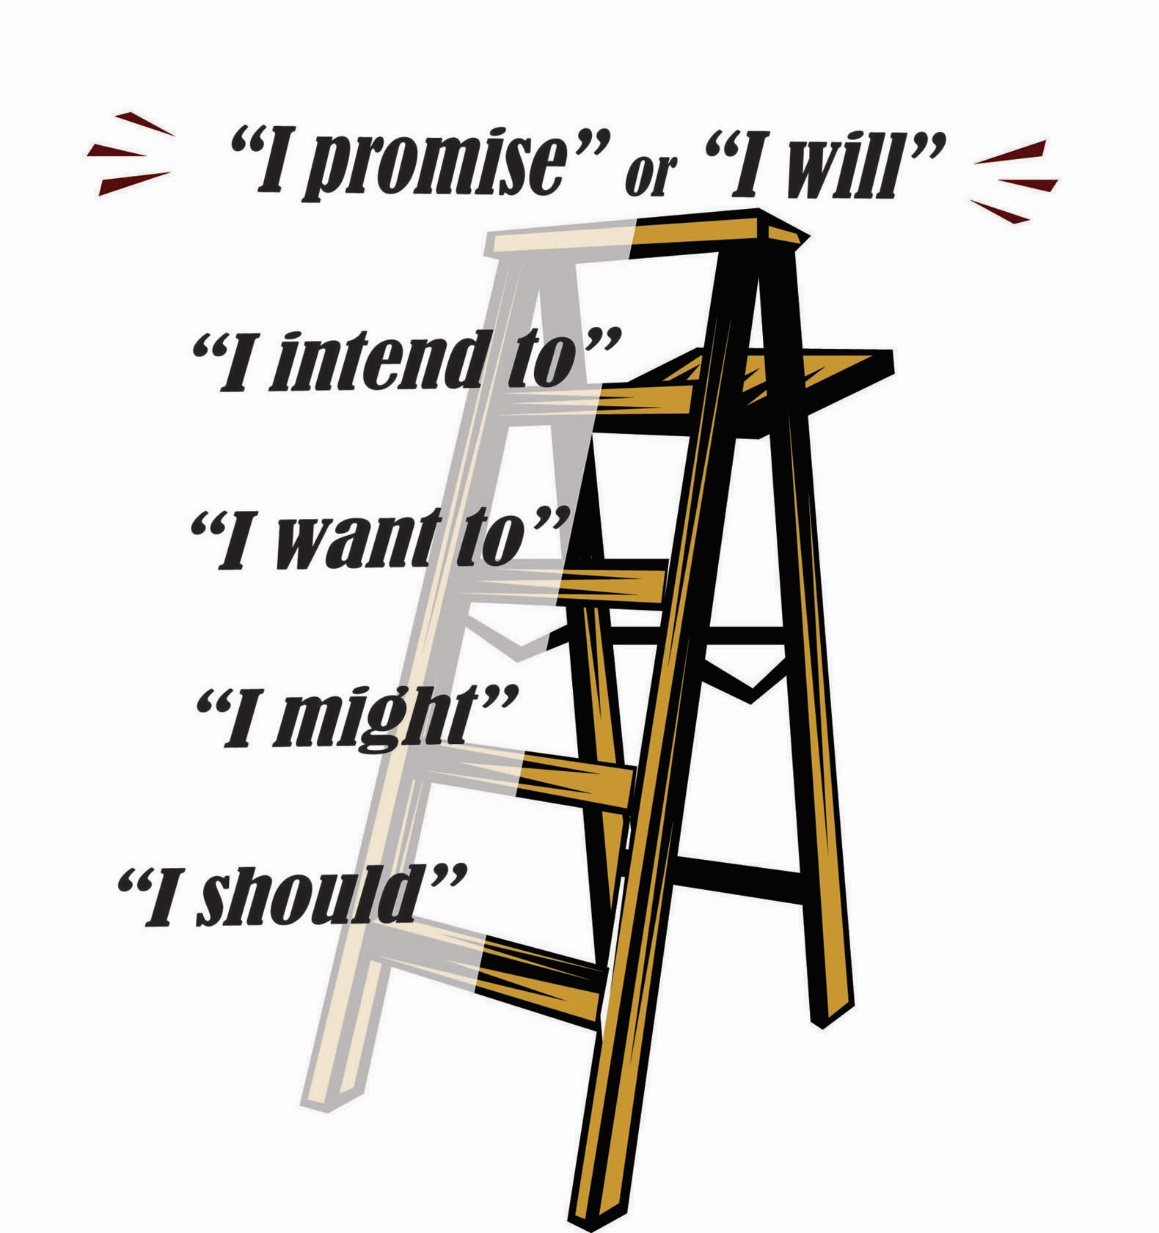 “I promise” or “I will”
“I intend to”
“I want to”
“I might”
“I should”